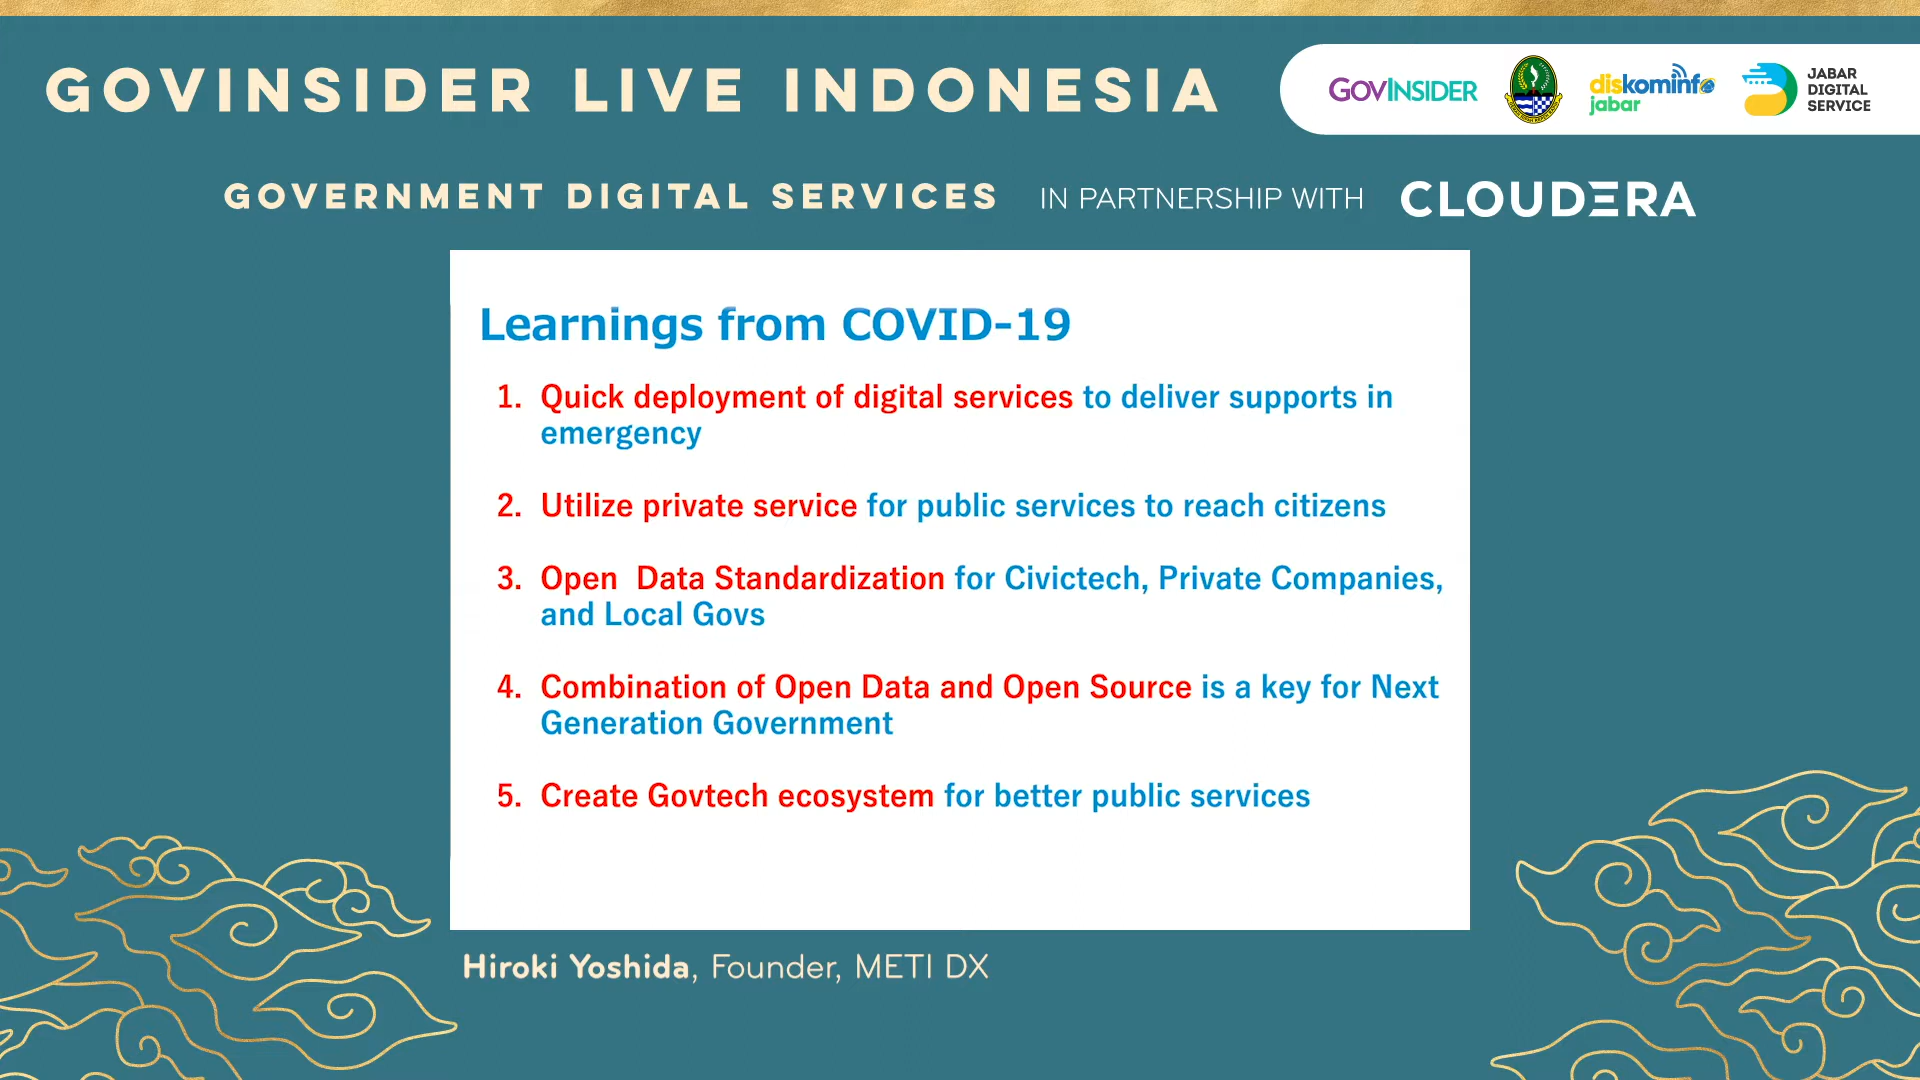 GOVINSIDER LIVE INDONESIA
GOVINSIDER
diskominfo
jabar
JABAR
DIGITAL
SERVICE
GOVERNMENT DIGITAL SERVICES IN PARTNERSHIP WITH CLOUDERA
Learnings from COVID-19
1. Quick deployment of digital services to deliver supports in
emergency
2. Utilize private service for public services to reach citizens
3. Open Data Standardization for Civictech, Private Companies,
and Local Govs
4. Combination of Open Data and Open Source is a key for Next
Generation Government
5. Create Govtech ecosystem for better public services
Hiroki Yoshida, Founder, METI DX